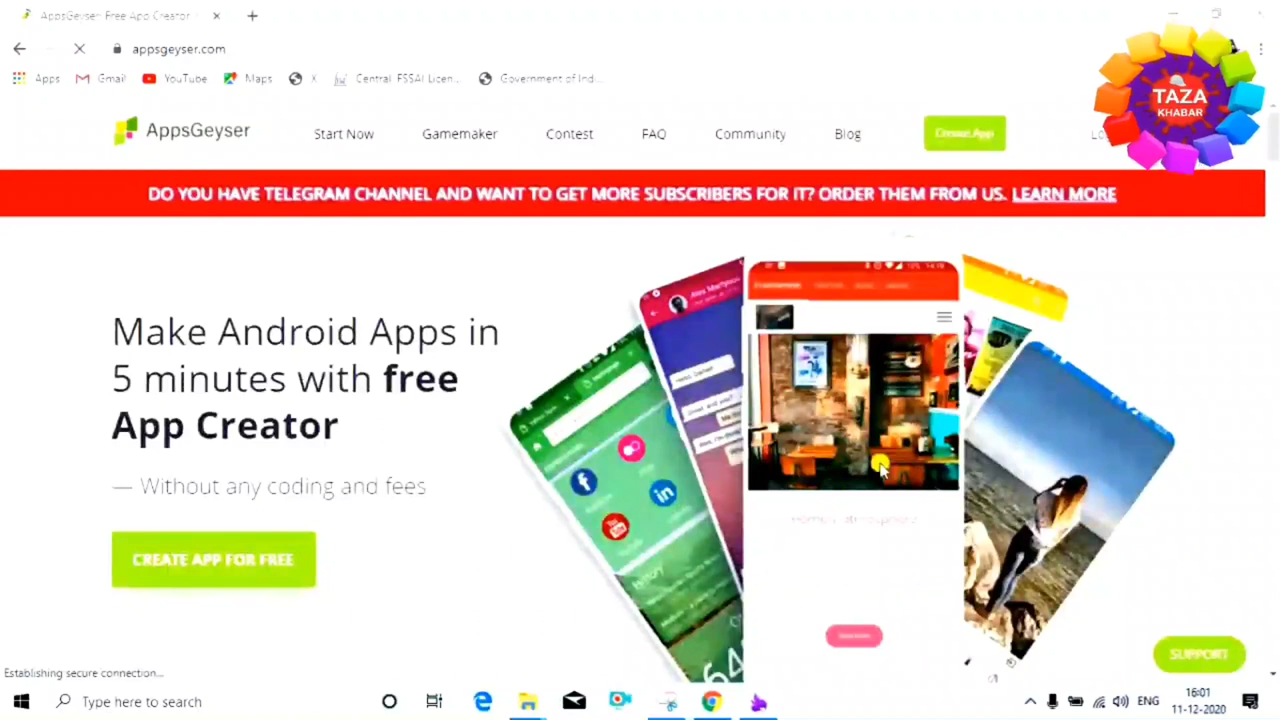 AppsGeyser: Free App Creator
appsgeyser.com
Apps Gmail YouTube Maps X Central FSSAI Licen... Government of Ind...
TAZA
KHABAR
AppsGeyser Start Now Gamemaker Contest FAQ Community Blog Create App
DO YOU HAVE TELEGRAM CHANNEL AND WANT TO GET MORE SUBSCRIBERS FOR IT? ORDER THEM FROM US. LEARN MORE
Make Android Apps in
5 minutes with free
App Creator
— Without any coding and fees
CREATE APP FOR FREE
SUPPORT
Establishing secure connection...
Type here to search
ENG
16:01
11-12-2020